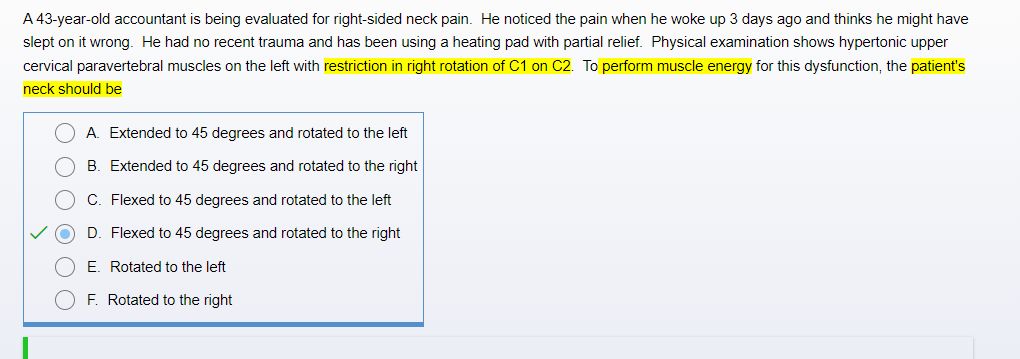 A 43-year-old accountant is being evaluated for right-sided neck pain.  He noticed the pain when he woke up 3 days ago and thinks he might have
slept on it wrong.  He had no recent trauma and has been using a heating pad with partial relief.  Physical examination shows hypertonic upper
cervical paravertebral muscles on the left with restriction in right rotation of C1 on C2.  To perform muscle energy for this dysfunction, the patient's
neck should be
A.  Extended to 45 degrees and rotated to the left
B.  Extended to 45 degrees and rotated to the right
C.  Flexed to 45 degrees and rotated to the left
D.  Flexed to 45 degrees and rotated to the right
E.  Rotated to the left
F.  Rotated to the right